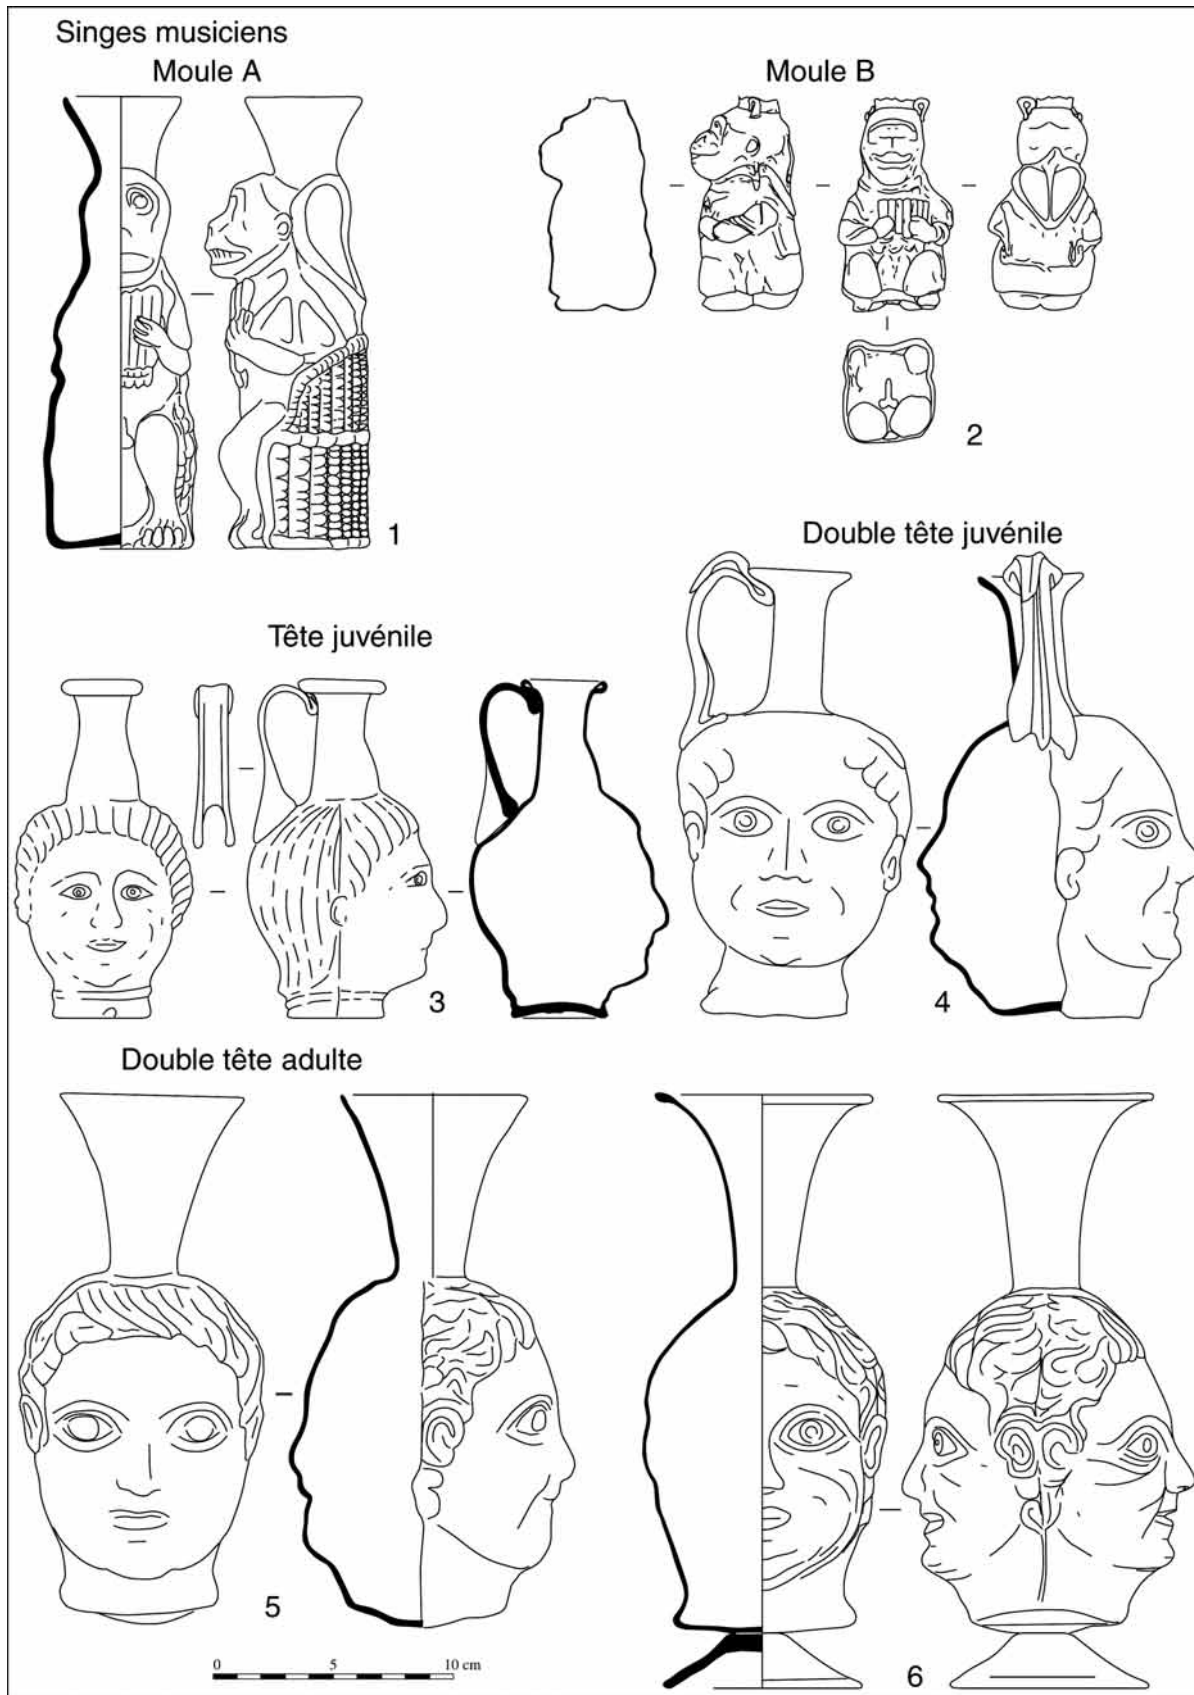 Singes musiciens
Moule A
Moule B
1
2
Double tête juvénile
Tête juvénile
3
4
Double tête adulte
5
6
0 5 10 cm